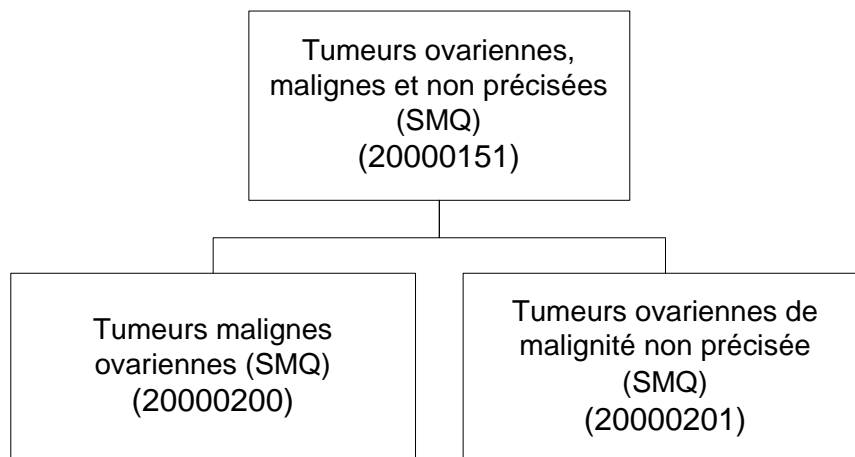 Tumeurs ovariennes,
malignes et non précisées
(SMQ)
(20000151)
Tumeurs malignes
ovariennes (SMQ)
(20000200)
Tumeurs ovariennes de
malignité non précisée
(SMQ)
(20000201)